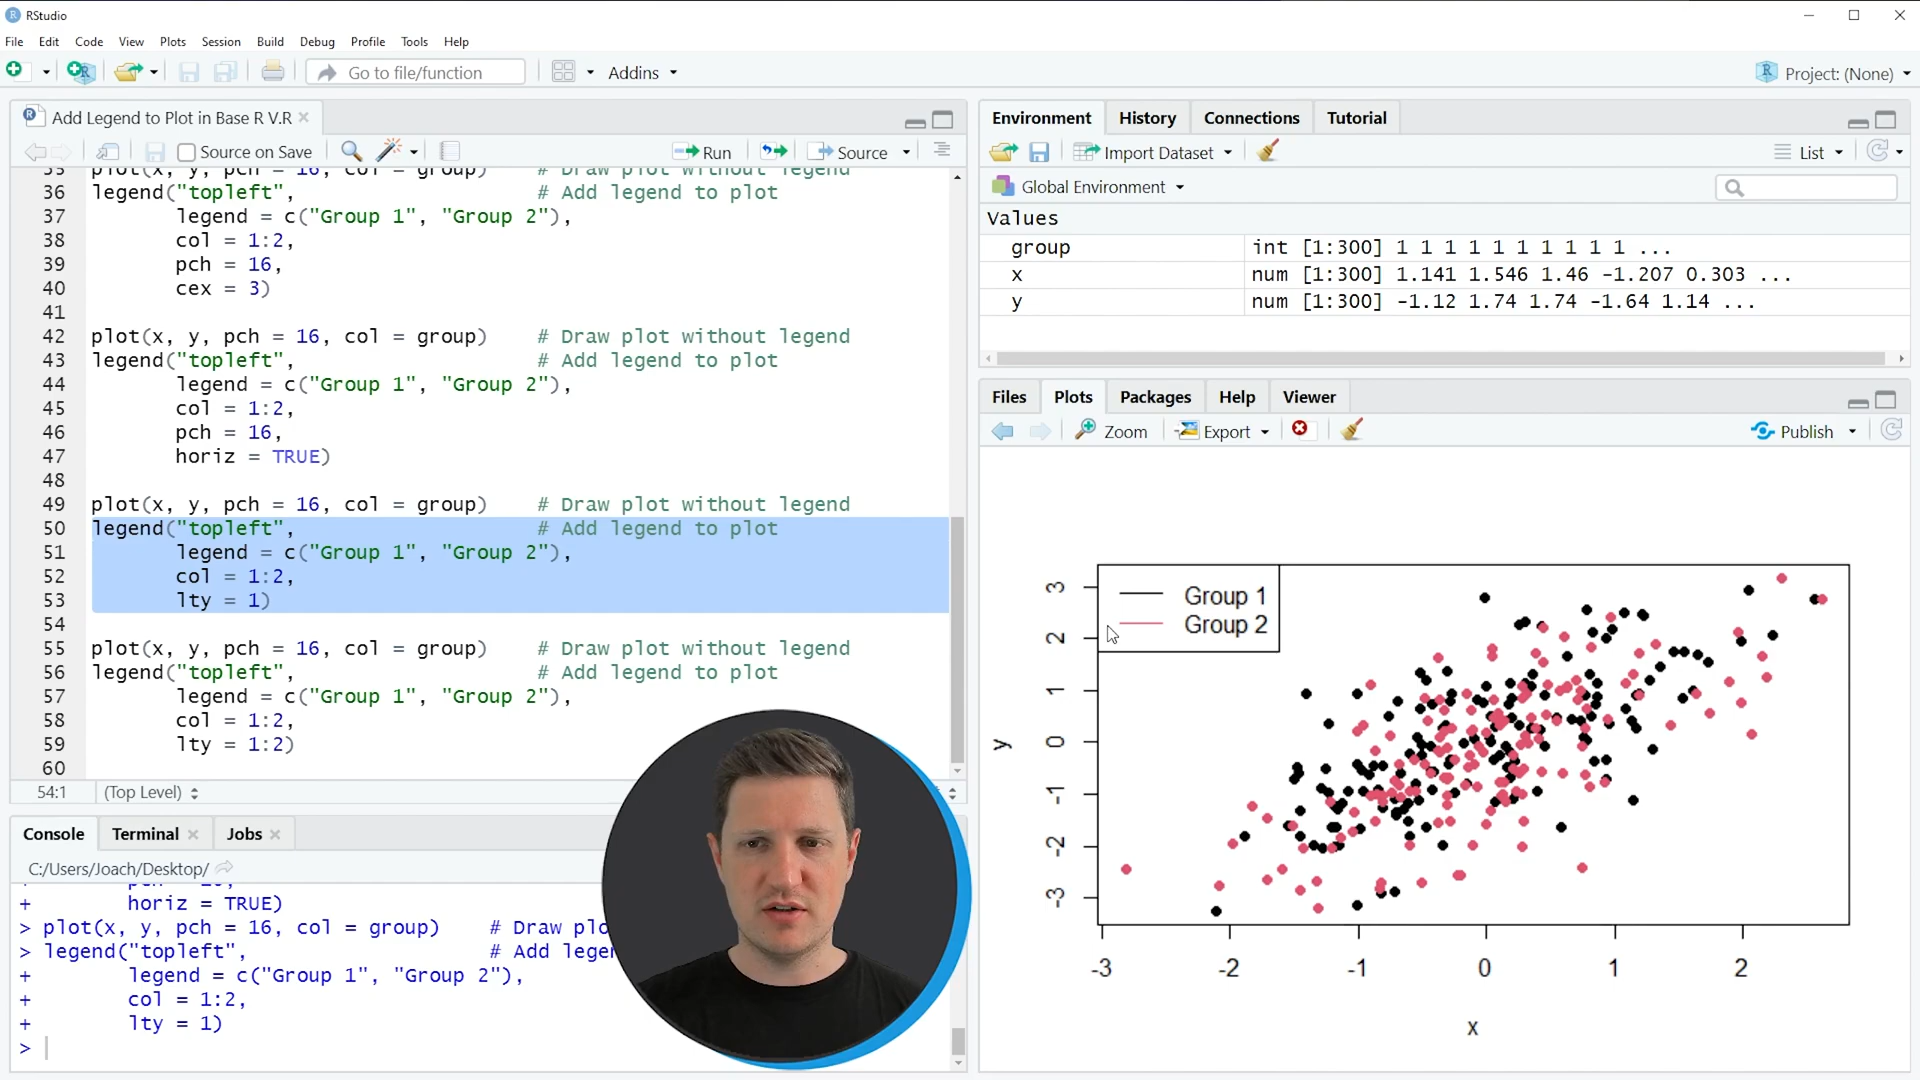 RStudio
File Edit Code View Plots Session Build Debug Profile Tools Help
Go to file/function
Addins
Project: (None)
Add Legend to Plot in Base R V.R
Source on Save
Run
Source
35 plot(x, y, pch = 16, col = group) # Draw plot without legend
36 legend("topleft", # Add legend to plot
37 legend = c("Group 1", "Group 2"),
38 col = 1:2,
39 pch = 16,
40 cex = 3)
41
42 plot(x, y, pch = 16, col = group) # Draw plot without legend
43 legend("topleft", # Add legend to plot
44 legend = c("Group 1", "Group 2"),
45 col = 1:2,
46 pch = 16,
47 horiz = TRUE)
48
49 plot(x, y, pch = 16, col = group) # Draw plot without legend
50 legend("topleft", # Add legend to plot
51 legend = c("Group 1", "Group 2"),
52 col = 1:2,
53 lty = 1)
54
55 plot(x, y, pch = 16, col = group) # Draw plot without legend
56 legend("topleft", # Add legend to plot
57 legend = c("Group 1", "Group 2"),
58 col = 1:2,
59 lty = 1:2)
60
54:1 (Top Level)
Console Terminal Jobs
C:/Users/Joach/Desktop/
+ horiz = TRUE)
> plot(x, y, pch = 16, col = group) # Draw plo
> legend("topleft", # Add lege
+ legend = c("Group 1", "Group 2"),
+ col = 1:2,
+ lty = 1)
>
Environment History Connections Tutorial
Import Dataset
List
Global Environment
Values
group int [1:300] 1 1 1 1 1 1 1 1 1 1 ...
x num [1:300] 1.141 1.546 1.46 -1.207 0.303 ...
y num [1:300] -1.12 1.74 1.74 -1.64 1.14 ...
Files Plots Packages Help Viewer
Zoom Export Publish
Group 1
Group 2
3
2
1
0
-1
-2
-3
y
-3 -2 -1 0 1 2
x